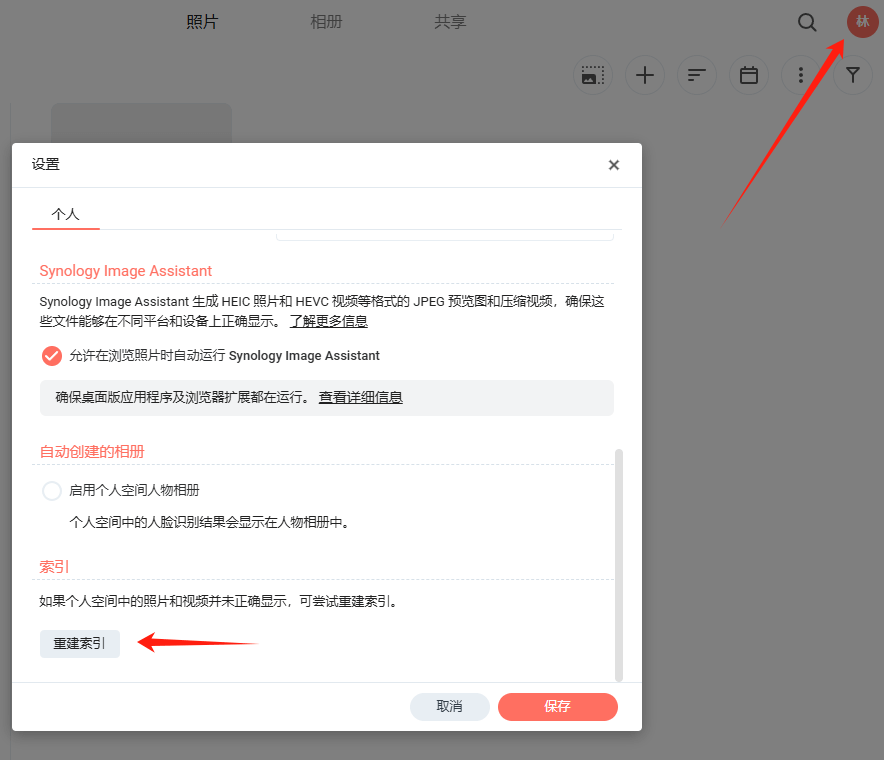 照片
相册
共享
林
设置
个人
Synology Image Assistant
Synology Image Assistant 生成 HEIC 照片和 HEVC 视频等格式的 JPEG 预览图和压缩视频，确保这
些文件能够在不同平台和设备上正确显示。 了解更多信息
允许在浏览照片时自动运行 Synology Image Assistant
确保桌面版应用程序及浏览器扩展都在运行。 查看详细信息
自动创建的相册
启用个人空间人物相册
个人空间中的人脸识别结果会显示在人物相册中。
索引
如果个人空间中的照片和视频并未正确显示，可尝试重建索引。
重建索引
取消
保存